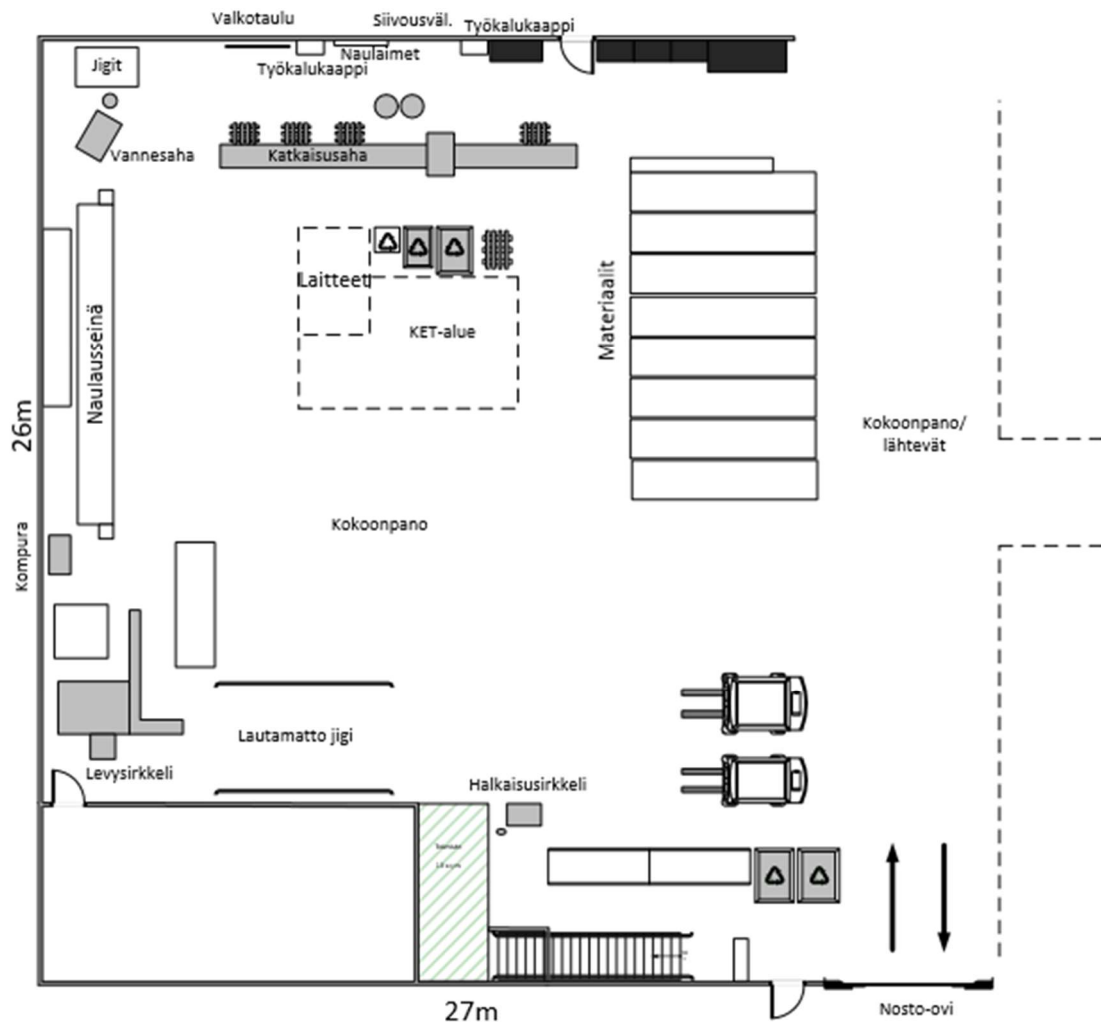 Valkotaulu
Siivousväl.
Työkalukaappi
Naulaimet
Työkalukaappi
Jigit
Vannesaha
Katkaisusaha
Laitteet
KET-alue
Materiaalit
Naulausseinä
26m
Kokoonpano/
lähtevät
Kokoonpano
Kompura
Lautamatto jigi
Levysirkkeli
Halkaisusirkkeli
27m
Nosto-ovi